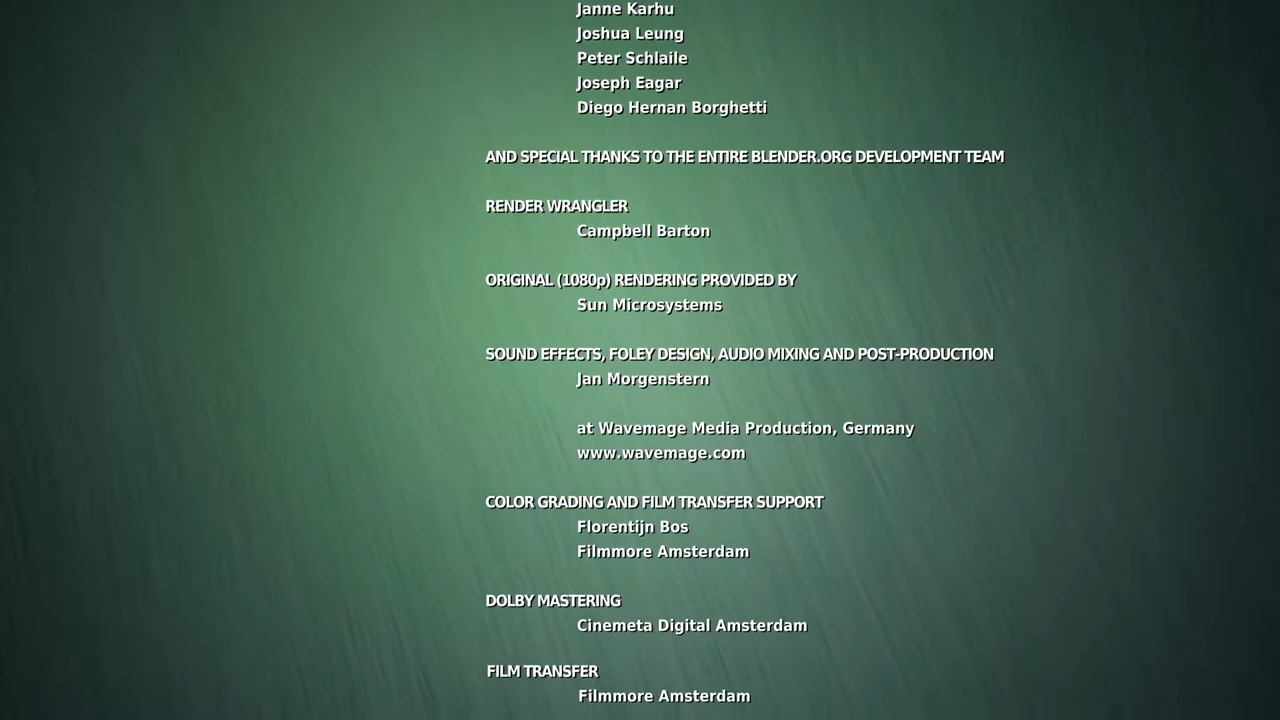 Janne Karhu
Joshua Leung
Peter Schlaile
Joseph Eagar
Diego Hernan Borghetti
AND SPECIAL THANKS TO THE ENTIRE BLENDER.ORG DEVELOPMENT TEAM
RENDER WRANGLER
Campbell Barton
ORIGINAL (1080p) RENDERING PROVIDED BY
Sun Microsystems
SOUND EFFECTS, FOLEY DESIGN, AUDIO MIXING AND POST-PRODUCTION
Jan Morgenstern
at Wavemage Media Production, Germany
www.wavemage.com
COLOR GRADING AND FILM TRANSFER SUPPORT
Florentijn Bos
Filmmore Amsterdam
DOLBY MASTERING
Cinemeta Digital Amsterdam
FILM TRANSFER
Filmmore Amsterdam